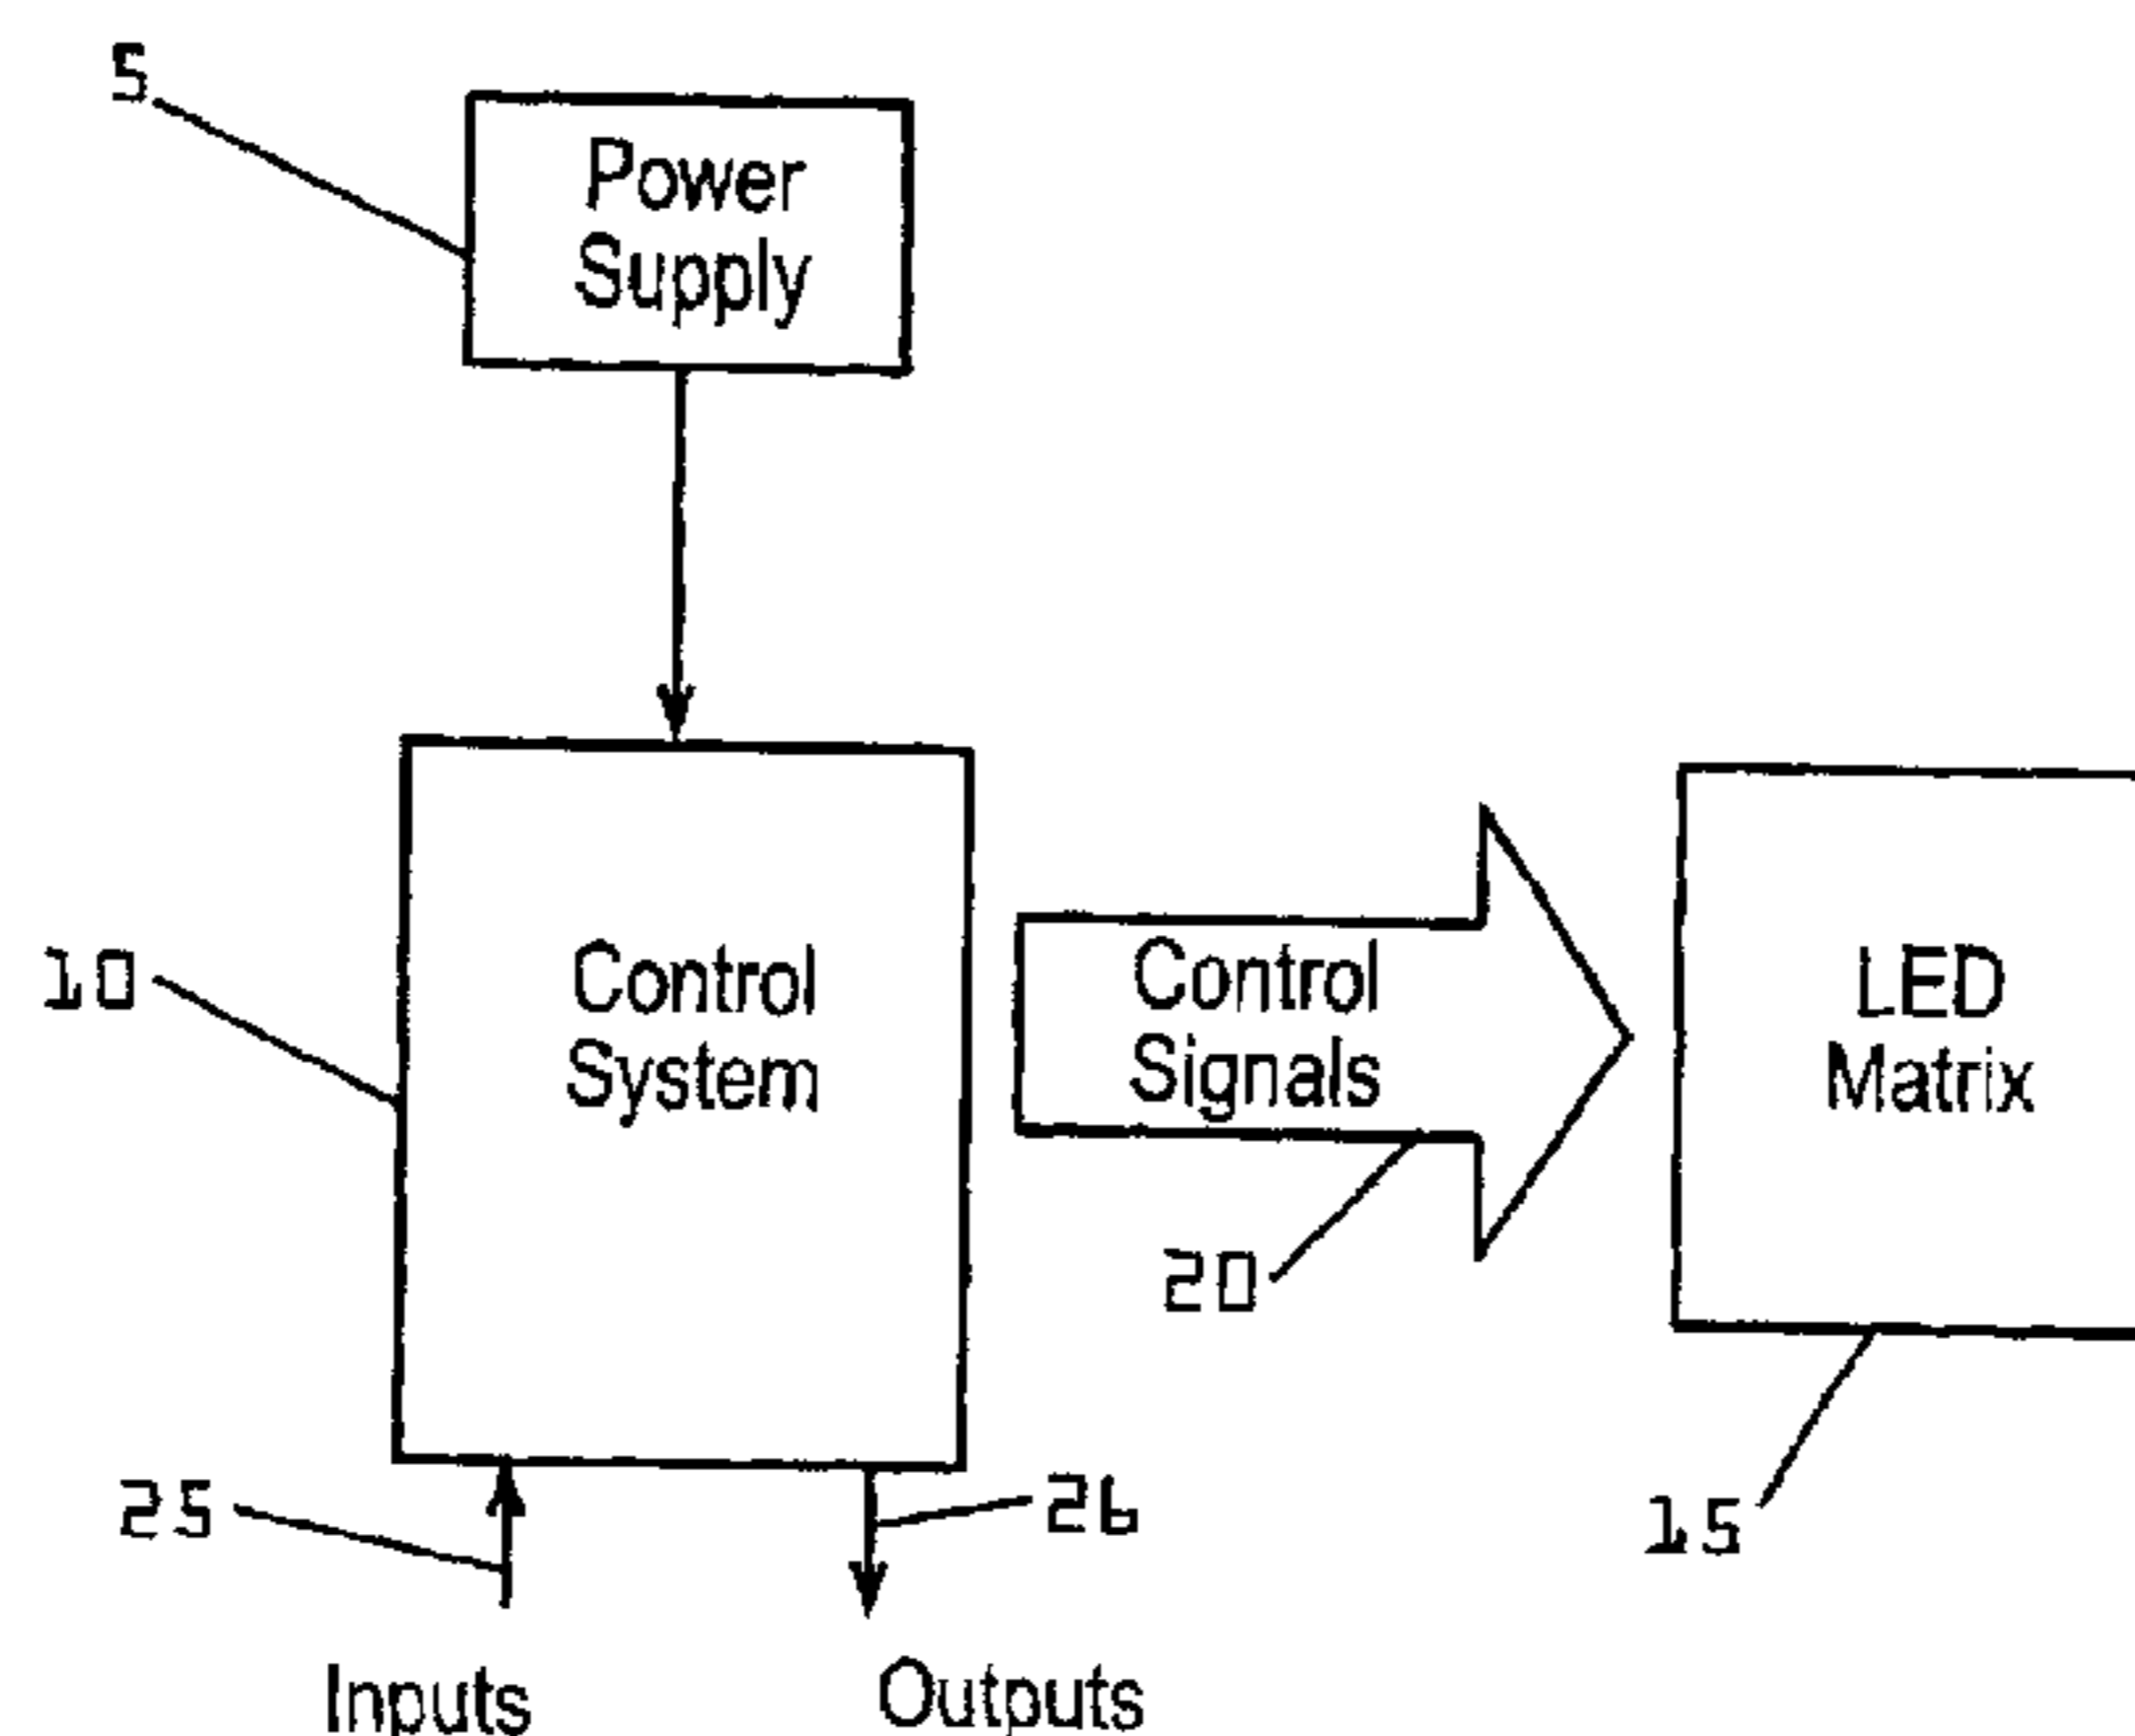 5
Power
Supply
10
Control
System
Control
Signals
LED
Matrix
20
25
26
15
Inputs
Outputs